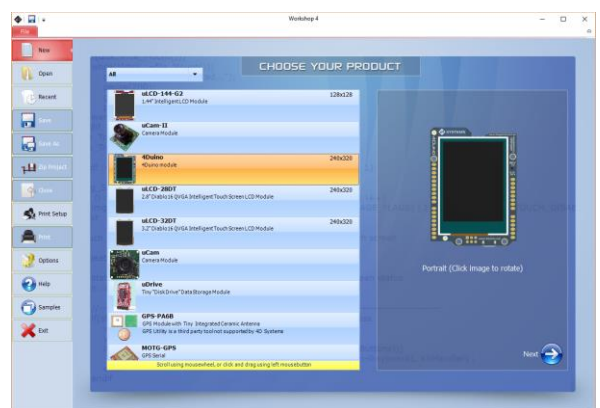 Workshop 4
File
New
Open
Recent
Save
Save As
Zip Project
Close
Print Setup
Print
Options
Help
Samples
Exit
CHOOSE YOUR PRODUCT
All
uLCD-144-G2 128x128
1.44" Intelligent LCD Module
uCam-II
Camera Module
4Duino 240x320
4Duino module
uLCD-28DT 240x320
2.8" Diablo16 QVGA Intelligent Touch Screen LCD Module
uLCD-32DT 240x320
3.2" Diablo16 QVGA Intelligent Touch Screen LCD Module
uCam
Camera Module
uDrive
Tiny "Disk Drive" Data Storage Module
GPS-PA6B
GPS Module with Tiny Integrated Ceramic Antenna
GPS Utility is a third party tool not supported by 4D Systems
MOTG-GPS
GPS Serial
Scroll using mousewheel, or click and drag using left mousebutton
Portrait (Click image to rotate)
Next